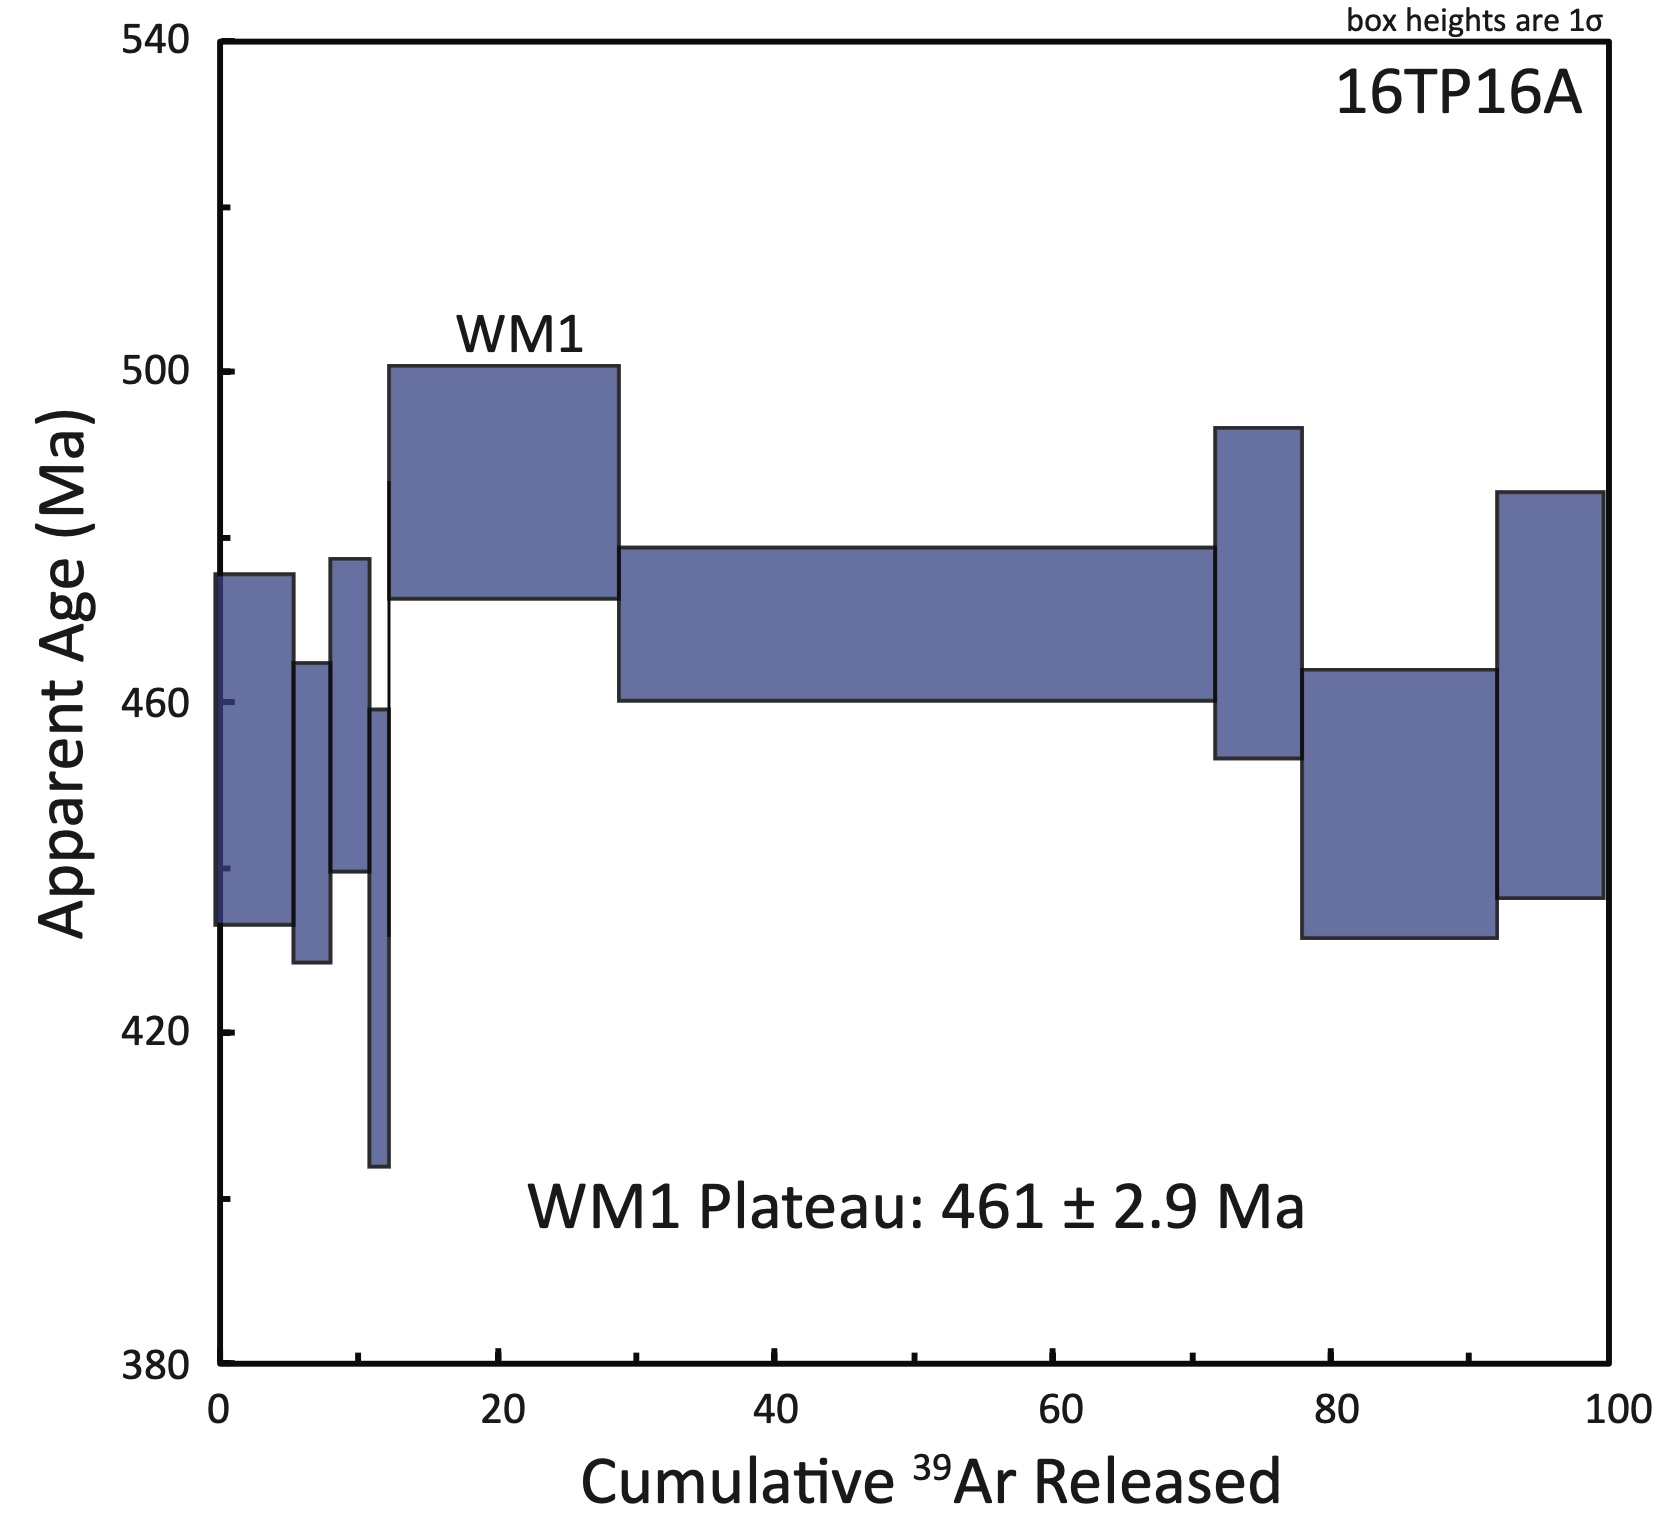 box heights are 1σ
16TP16A
WM1
WM1 Plateau: 461 ± 2.9 Ma
Apparent Age (Ma)
540
500
460
420
380
0 20 40 60 80 100
Cumulative ³⁹Ar Released